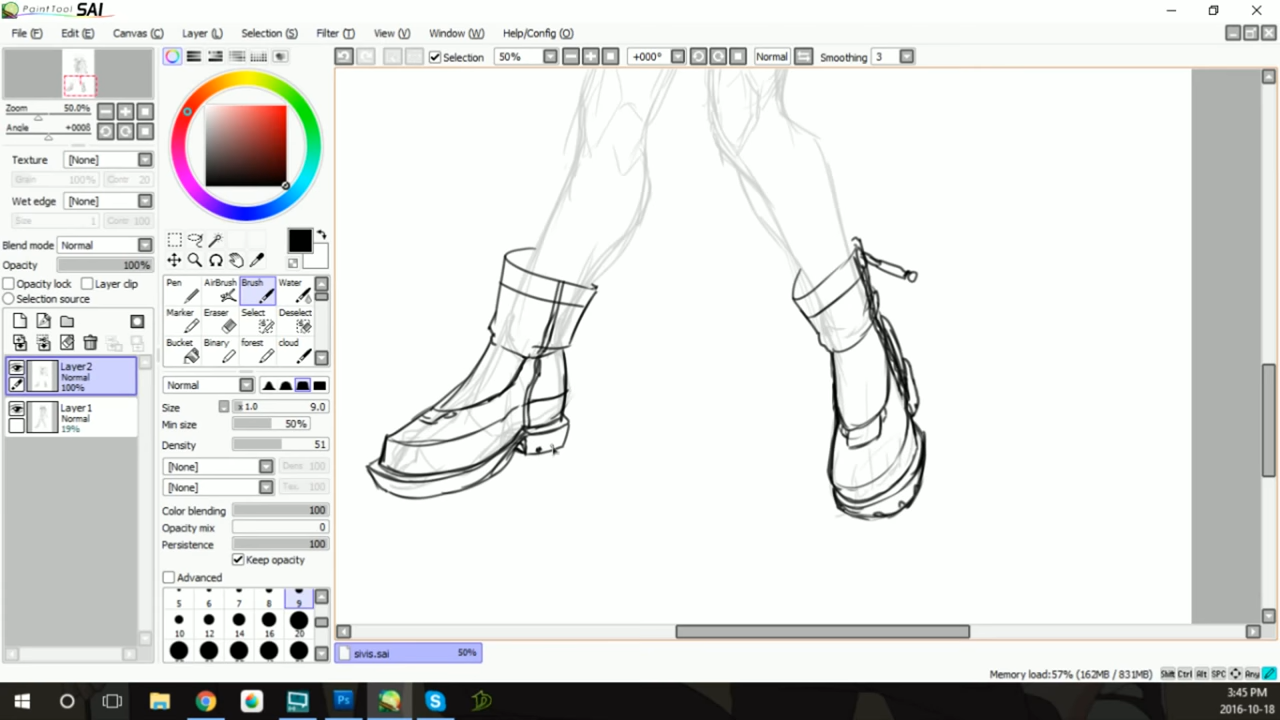 PaintTool SAI
File (F) Edit (E) Canvas (C) Layer (L) Selection (S) Filter (T) View (V) Window (W) Help/Config (O)
Selection 50% +000° Normal Smoothing 3
Zoom 50.0%
Angle +000ß
Texture [None]
Grain 100% Contr 20
Wet edge [None]
Size 1 Contr 100
Blend mode Normal
Opacity 100%
Opacity lock Layer clip
Selection source
Layer2
Normal
100%
Layer1
Normal
19%
Pen AirBrush Brush Water
Marker Eraser Select Deselect
Bucket Binary forest cloud
Normal
Size x 1.0 9.0
Min size 50%
Density 51
[None] Dens 100
[None] Tex 100
Color blending 100
Opacity mix 0
Persistence 100
Keep opacity
Advanced
5 6 7 8 9
10 12 14 16 20
sivis.sai 50%
Memory load:57% (162MB / 831MB) Shift Ctrl Alt SPC Any
Ps
3:45 PM
2016-10-18